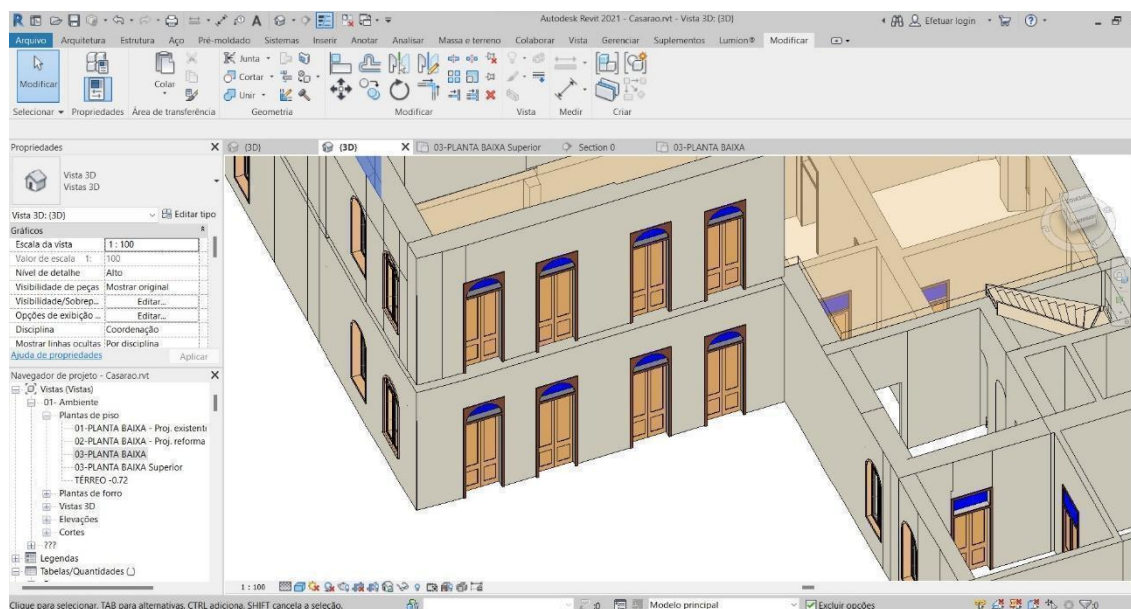 Autodesk Revit 2021 - Casarao.rvt - Vista 3D: {3D}
Efetuar login
Arquivo Arquitetura Estrutura Aço Pré-moldado Sistemas Inserir Anotar Analisar Massa e terreno Colaborar Vista Gerenciar Suplementos Lumion® Modificar
Modificar
Colar
Junta
Cortar
Unir
Selecionar Propriedades Área de transferência Geometria Modificar Vista Medir Criar
Propriedades
{3D} {3D} 03-PLANTA BAIXA Superior Section 0 03-PLANTA BAIXA
Vista 3D
Vistas 3D
Vista 3D: {3D} Editar tipo
Gráficos
Escala da vista 1 : 100
Valor de escala 1: 100
Nível de detalhe Alto
Visibilidade de peças Mostrar original
Visibilidade/Sobrep... Editar...
Opções de exibição ... Editar...
Disciplina Coordenação
Mostrar linhas ocultas Por disciplina
Ajuda de propriedades Aplicar
Navegador de projeto - Casarao.rvt
Vistas (Vistas)
01- Ambiente
Plantas de piso
01-PLANTA BAIXA - Proj. existenti
02-PLANTA BAIXA - Proj. reforma
03-PLANTA BAIXA
03-PLANTA BAIXA Superior
TÉRREO -0.72
Plantas de forro
Vistas 3D
Elevações
Cortes
???
Legendas
Tabelas/Quantidades (
1 : 100
Clique para selecionar, TAB para alternativas, CTRL adiciona, SHIFT cancela a seleção. :0 Modelo principal Excluir opções :0